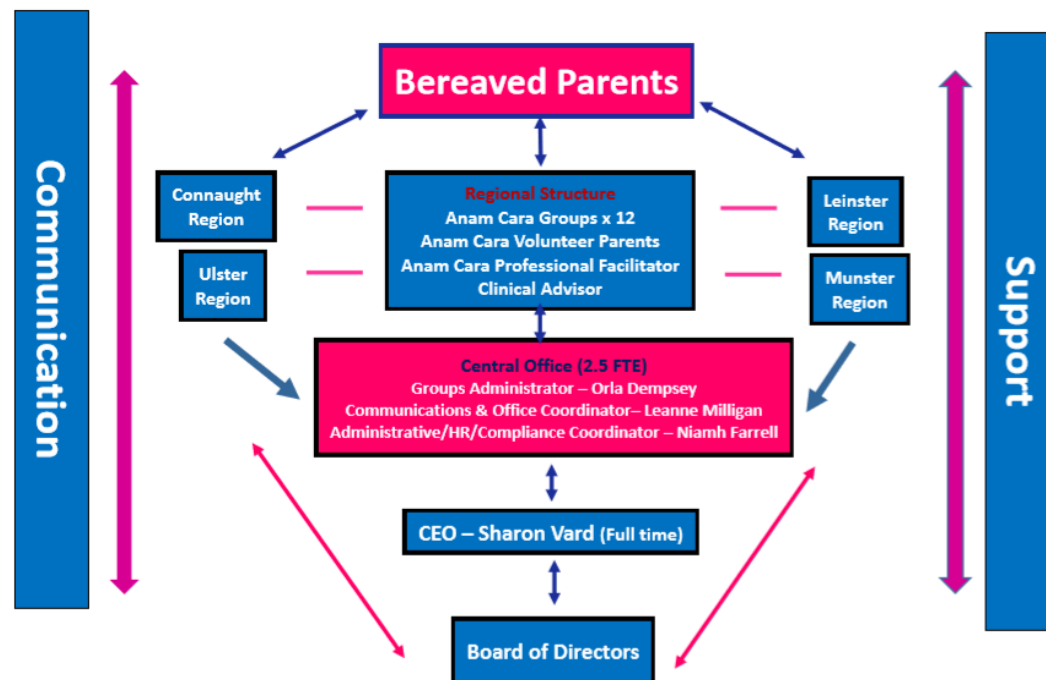 Communication
Bereaved Parents
Connaught
Region
Ulster
Region
Regional Structure
Anam Cara Groups x 12
Anam Cara Volunteer Parents
Anam Cara Professional Facilitator
Clinical Advisor
Leinster
Region
Munster
Region
Central Office (2.5 FTE)
Groups Administrator – Orla Dempsey
Communications & Office Coordinator– Leanne Milligan
Administrative/HR/Compliance Coordinator – Niamh Farrell
CEO – Sharon Vard (Full time)
Board of Directors
Support